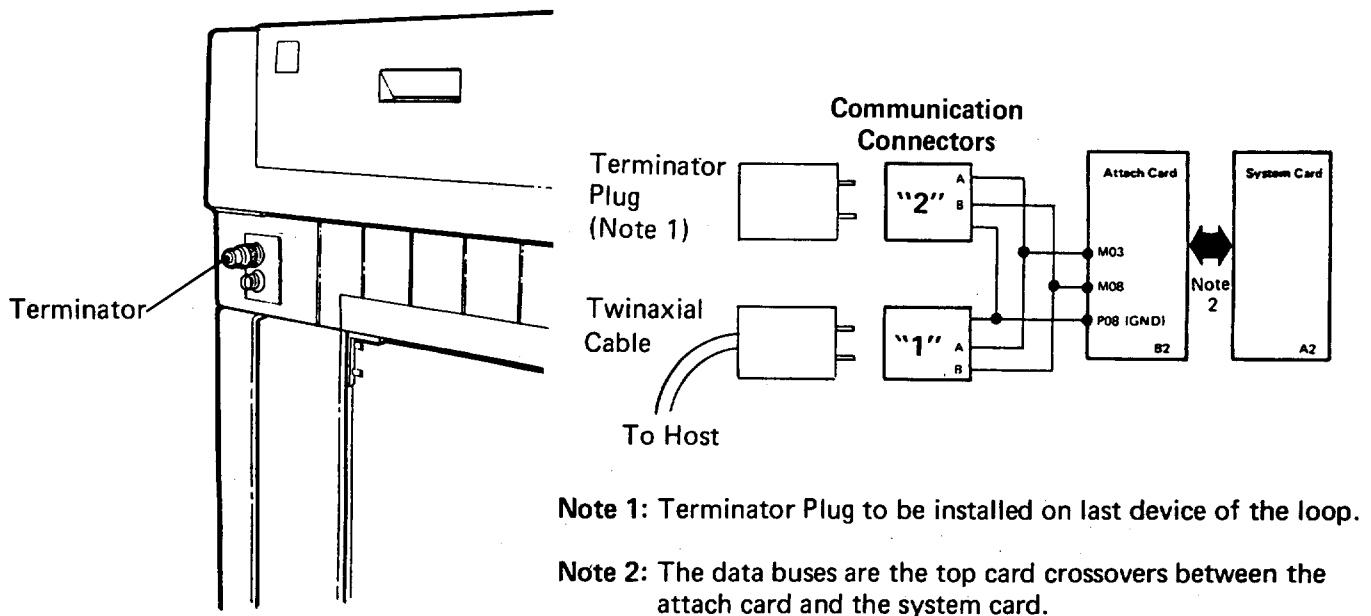 Communication
Connectors
Terminator
Plug
(Note 1)
"2"
A
B
Attach Card
System Card
M03
M08
P08 (GND)
B2
Note
2
A2
Terminator
Twinaxial
Cable
"1"
A
B
To Host
Note 1: Terminator Plug to be installed on last device of the loop.
Note 2: The data buses are the top card crossovers between the
attach card and the system card.